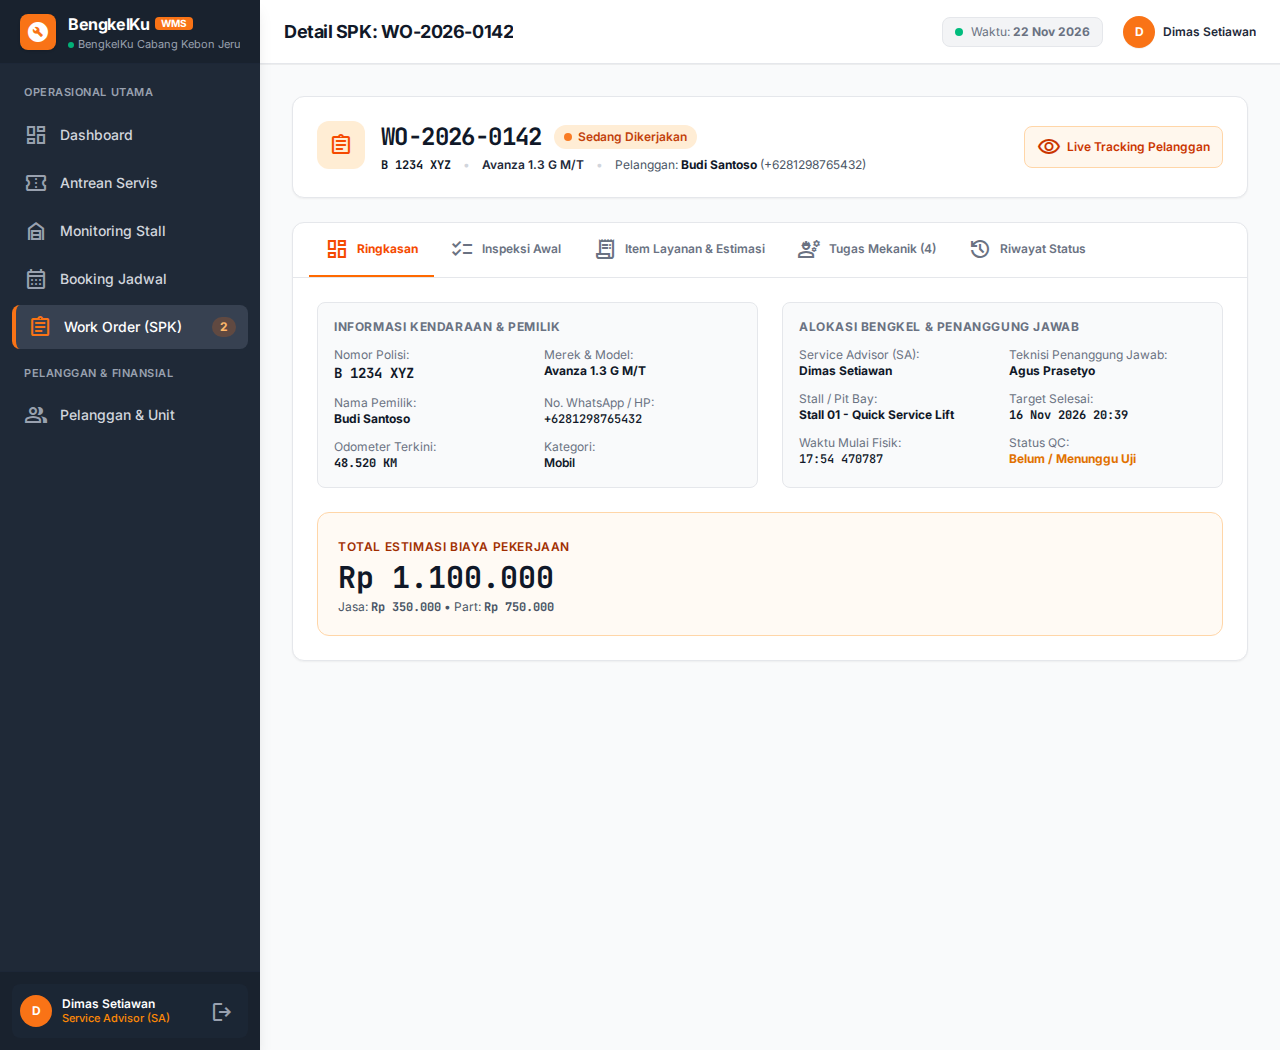 BengkelKu WMS
BengkelKu Cabang Kebon Jeru
OPERASIONAL UTAMA
Dashboard
Antrean Servis
Monitoring Stall
Booking Jadwal
Work Order (SPK) 2
PELANGGAN & FINANSIAL
Pelanggan & Unit
D Dimas Setiawan
Service Advisor (SA)
Detail SPK: WO-2026-0142
Waktu: 22 Nov 2026
D Dimas Setiawan
WO-2026-0142 Sedang Dikerjakan
B 1234 XYZ • Avanza 1.3 G M/T • Pelanggan: Budi Santoso (+6281298765432)
Live Tracking Pelanggan
Ringkasan
Inspeksi Awal
Item Layanan & Estimasi
Tugas Mekanik (4)
Riwayat Status
INFORMASI KENDARAAN & PEMILIK
Nomor Polisi:
B 1234 XYZ
Merek & Model:
Avanza 1.3 G M/T
Nama Pemilik:
Budi Santoso
No. WhatsApp / HP:
+6281298765432
Odometer Terkini:
48.520 KM
Kategori:
Mobil
ALOKASI BENGKEL & PENANGGUNG JAWAB
Service Advisor (SA):
Dimas Setiawan
Teknisi Penanggung Jawab:
Agus Prasetyo
Stall / Pit Bay:
Stall 01 - Quick Service Lift
Target Selesai:
16 Nov 2026 20:39
Waktu Mulai Fisik:
17:54 470787
Status QC:
Belum / Menunggu Uji
TOTAL ESTIMASI BIAYA PEKERJAAN
Rp 1.100.000
Jasa: Rp 350.000 • Part: Rp 750.000